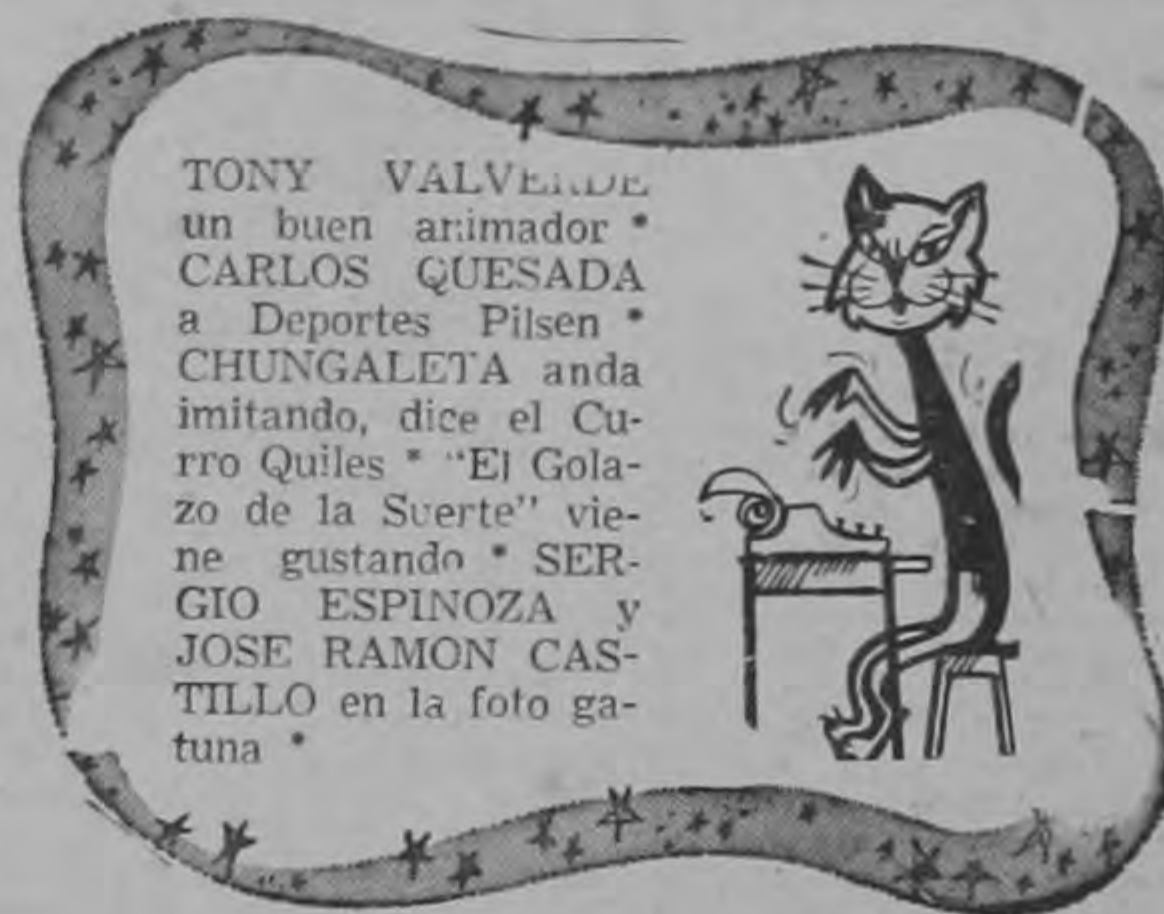 TONY VALVERDE
un buen animador *
CARLOS QUESADA
a Deportes Pilsen *
CHUNGALETA anda
imitando, dice el Cu-
rro Quiles * "El Gola-
zo de la Suerte" vie-
ne gustando * SER-
GIO ESPINOZA y
JOSE RAMON CAS-
TILLO en la foto ga-
tuna *